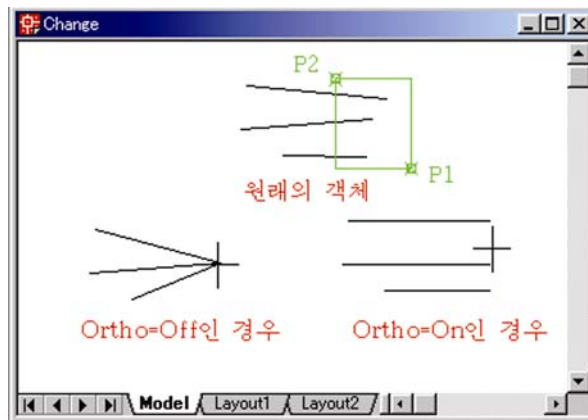 Change
P2
P1
원래의 객체
Ortho=Off인 경우
Ortho=On인 경우
Model
Layout1
Layout2